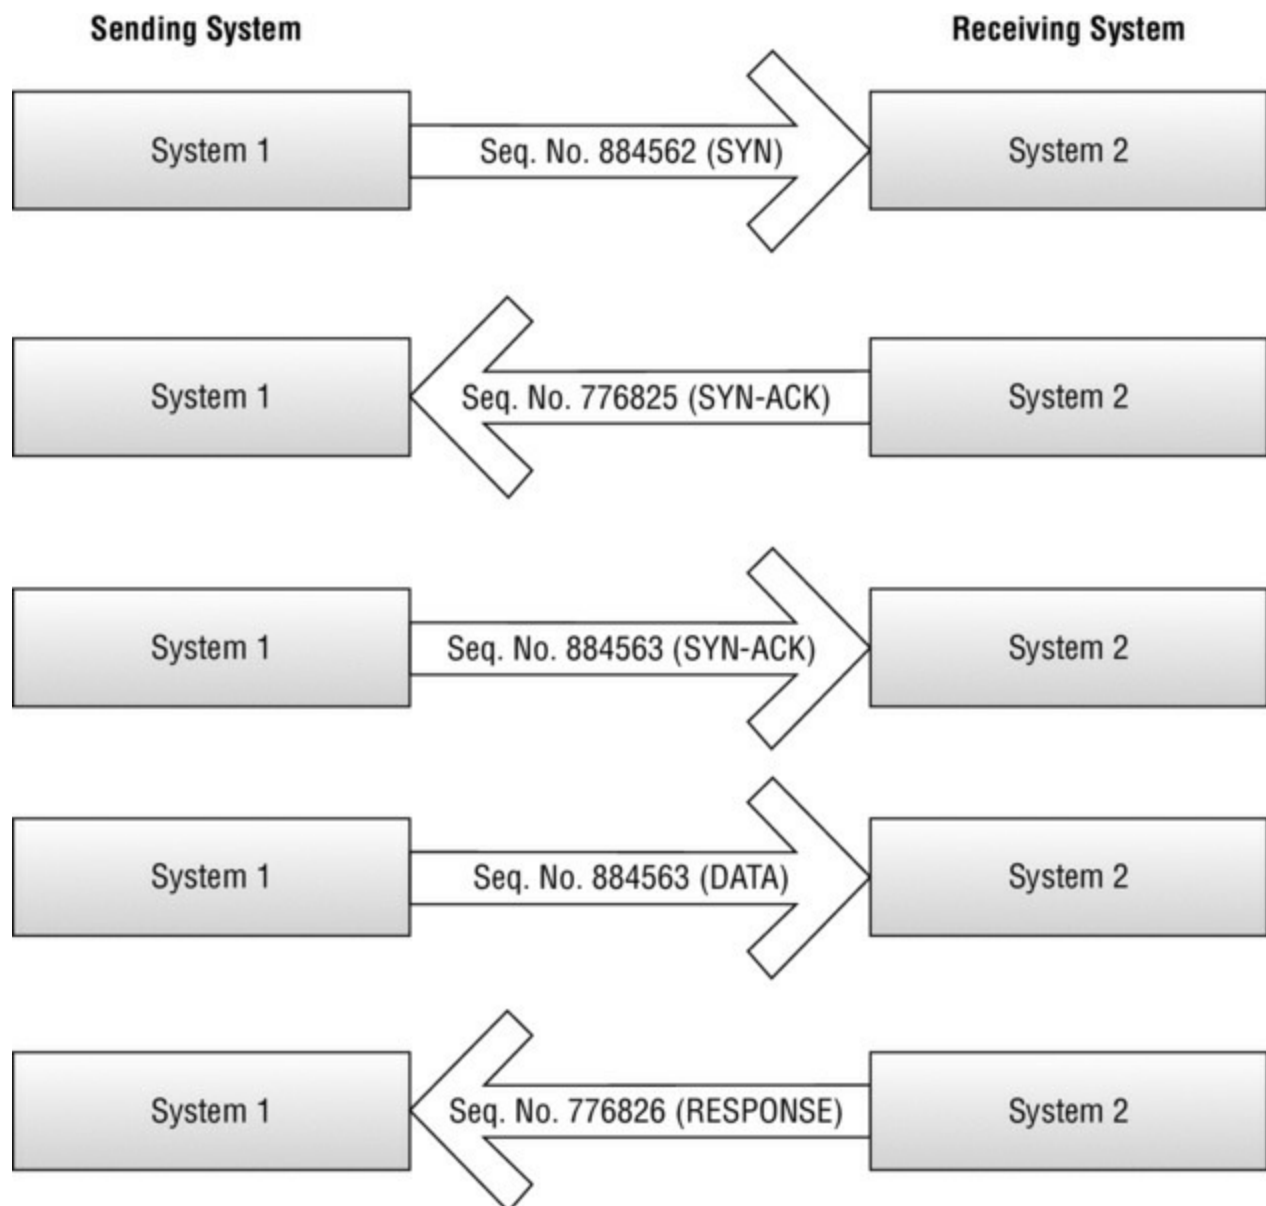 Sending System
Receiving System
System 1
Seq. No. 884562 (SYN)
System 2
System 1
Seq. No. 776825 (SYN-ACK)
System 2
System 1
Seq. No. 884563 (SYN-ACK)
System 2
System 1
Seq. No. 884563 (DATA)
System 2
System 1
Seq. No. 776826 (RESPONSE)
System 2